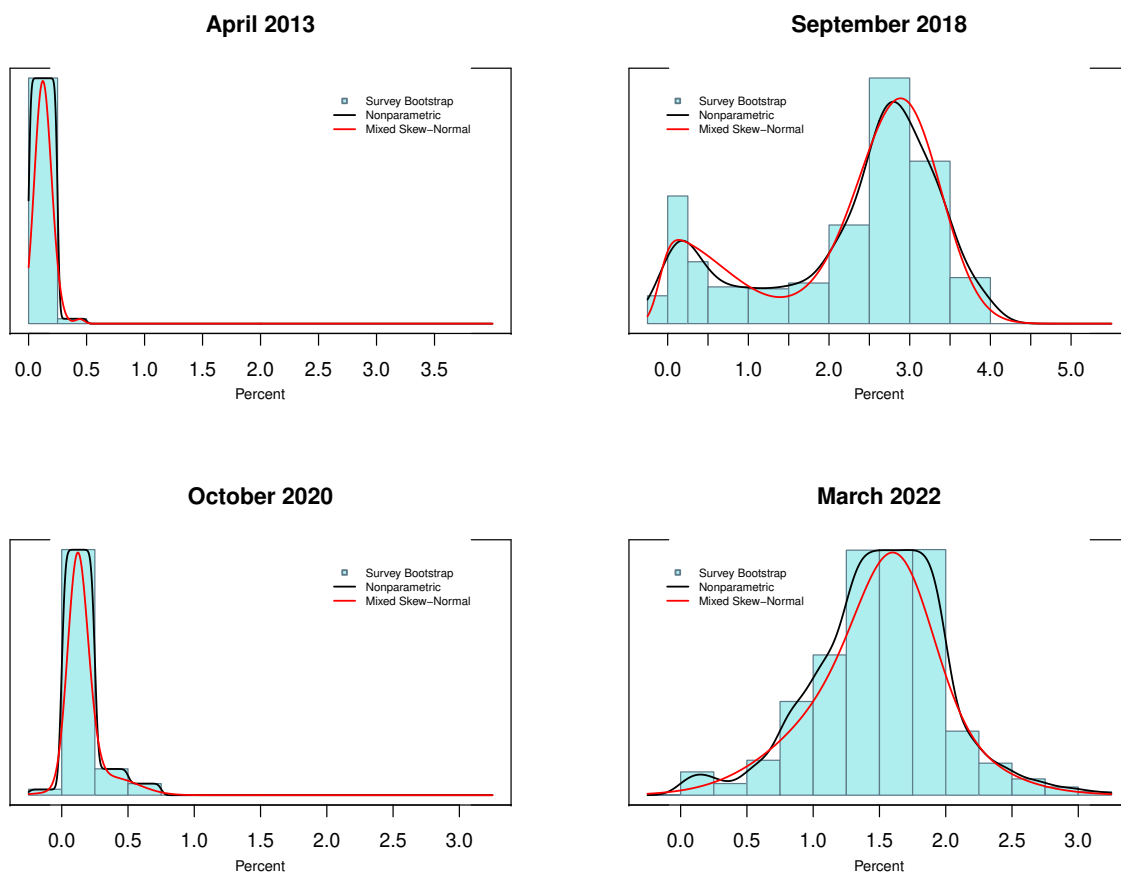 April 2013
Survey Bootstrap
Nonparametric
Mixed Skew−Normal
0.0 0.5 1.0 1.5 2.0 2.5 3.0 3.5
Percent
September 2018
Survey Bootstrap
Nonparametric
Mixed Skew−Normal
0.0 1.0 2.0 3.0 4.0 5.0
Percent
October 2020
Survey Bootstrap
Nonparametric
Mixed Skew−Normal
0.0 0.5 1.0 1.5 2.0 2.5 3.0
Percent
March 2022
Survey Bootstrap
Nonparametric
Mixed Skew−Normal
0.0 0.5 1.0 1.5 2.0 2.5 3.0
Percent